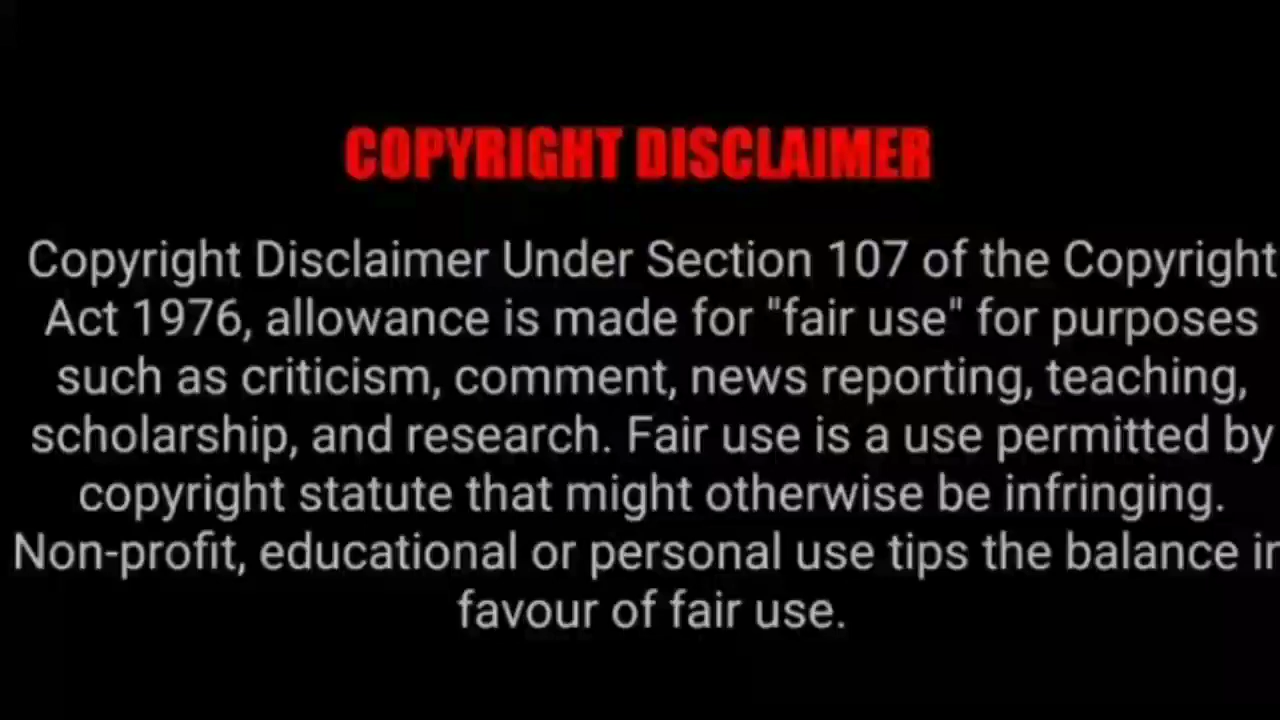 COPYRIGHT DISCLAIMER
Copyright Disclaimer Under Section 107 of the Copyright
Act 1976, allowance is made for "fair use" for purposes
such as criticism, comment, news reporting, teaching,
scholarship, and research. Fair use is a use permitted by
copyright statute that might otherwise be infringing.
Non-profit, educational or personal use tips the balance in
favour of fair use.